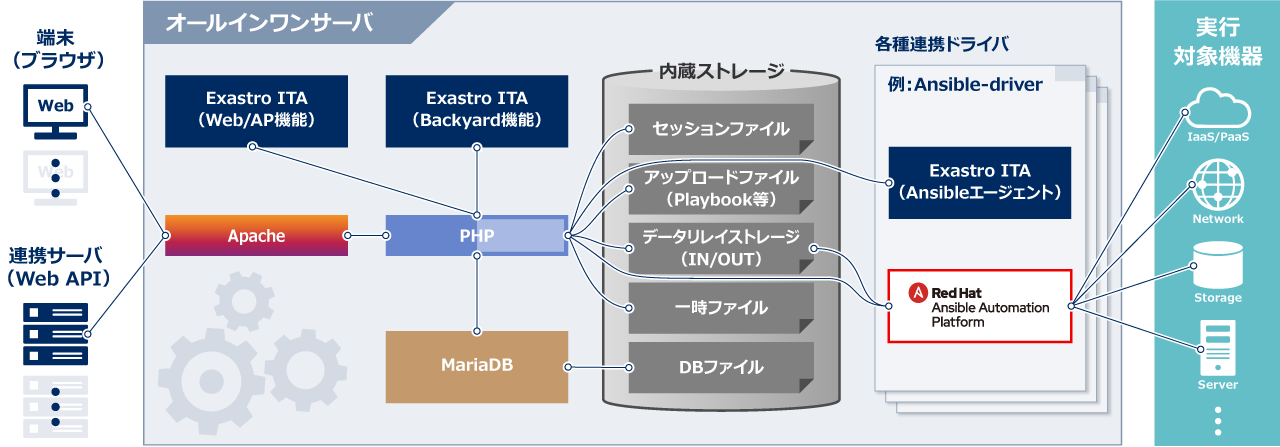 端末
（ブラウザ）
Web
Web
連携サーバ
（Web API）
オールインワンサーバ
Exastro ITA
（Web/AP機能）
Exastro ITA
（Backyard機能）
Apache
PHP
MariaDB
内蔵ストレージ
セッションファイル
アップロードファイル
（Playbook等）
データリレイストレージ
（IN/OUT）
一時ファイル
DBファイル
各種連携ドライバ
例：Ansible-driver
Exastro ITA
（Ansibleエージェント）
Red Hat
Ansible Automation
Platform
実行
対象機器
IaaS/PaaS
Network
Storage
Server